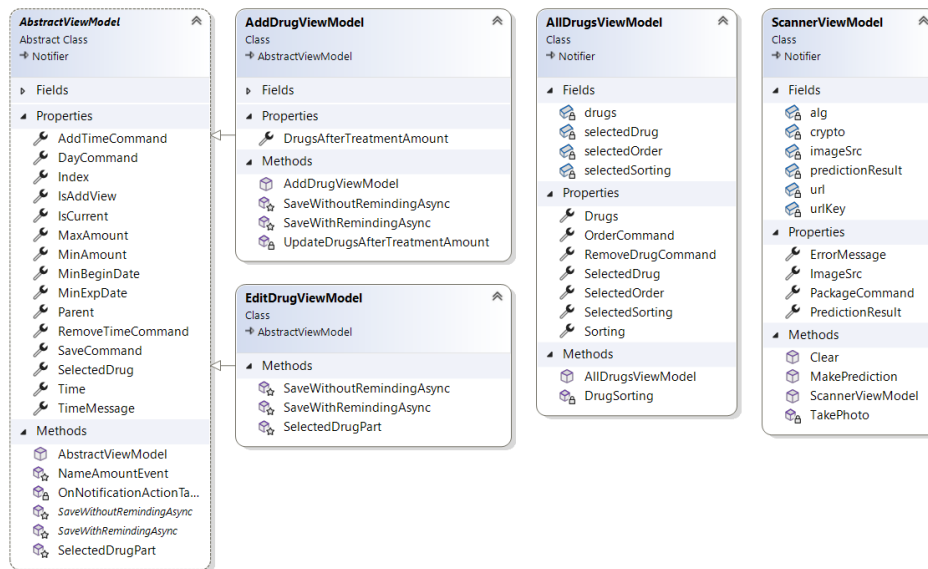 AbstractViewModel
Abstract Class
Notifier
Fields
Properties
AddTimeCommand
DayCommand
Index
IsAddView
IsCurrent
MaxAmount
MinAmount
MinBeginDate
MinExpDate
Parent
RemoveTimeCommand
SaveCommand
SelectedDrug
Time
TimeMessage
Methods
AbstractViewModel
NameAmountEvent
OnNotificationActionTa...
SaveWithoutRemindingAsync
SaveWithRemindingAsync
SelectedDrugPart
AddDrugViewModel
Class
AbstractViewModel
Fields
Properties
DrugsAfterTreatmentAmount
Methods
AddDrugViewModel
SaveWithoutRemindingAsync
SaveWithRemindingAsync
UpdateDrugsAfterTreatmentAmount
EditDrugViewModel
Class
AbstractViewModel
Methods
SaveWithoutRemindingAsync
SaveWithRemindingAsync
SelectedDrugPart
AllDrugsViewModel
Class
Notifier
Fields
drugs
selectedDrug
selectedOrder
selectedSorting
Properties
Drugs
OrderCommand
RemoveDrugCommand
SelectedDrug
SelectedOrder
SelectedSorting
Sorting
Methods
AllDrugsViewModel
DrugSorting
ScannerViewModel
Class
Notifier
Fields
alg
crypto
imageSrc
predictionResult
url
urlKey
Properties
ErrorMessage
ImageSrc
PackageCommand
PredictionResult
Methods
Clear
MakePrediction
ScannerViewModel
TakePhoto